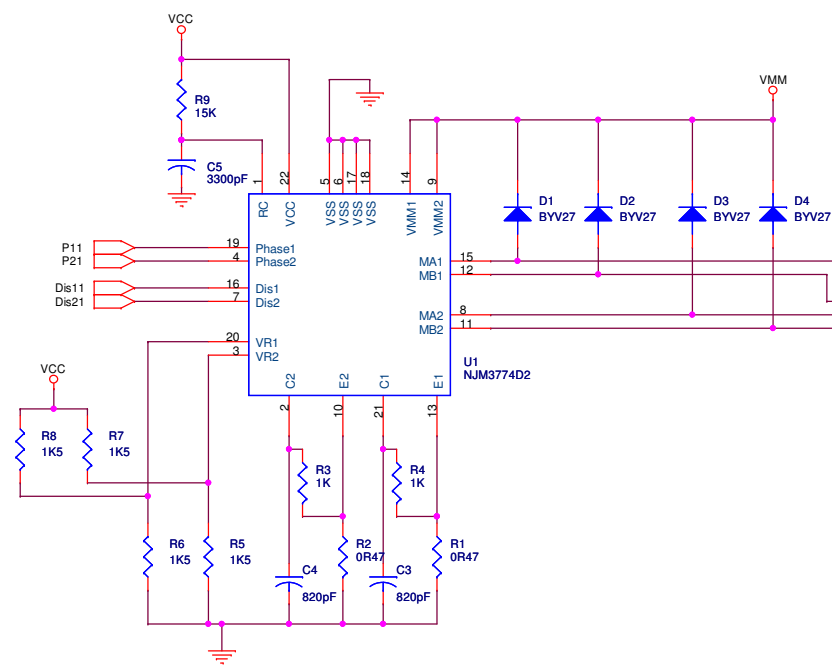 VCC
VMM
R9
15K
C5
3300pF
1
22
5
6
17
18
14
9
RC
VCC
VSS
VSS
VSS
VSS
VMM1
VMM2
D1
BYV27
D2
BYV27
D3
BYV27
D4
BYV27
P11
P21
19
4
Phase1
Phase2
Dis11
Dis21
16
7
Dis1
Dis2
20
3
VR1
VR2
MA1
MB1
15
12
MA2
MB2
8
11
U1
NJM3774D2
C2
E2
C1
E1
2
10
21
13
VCC
R8
1K5
R7
1K5
R3
1K
R4
1K
R6
1K5
R5
1K5
R2
0R47
R1
0R47
C4
820pF
C3
820pF